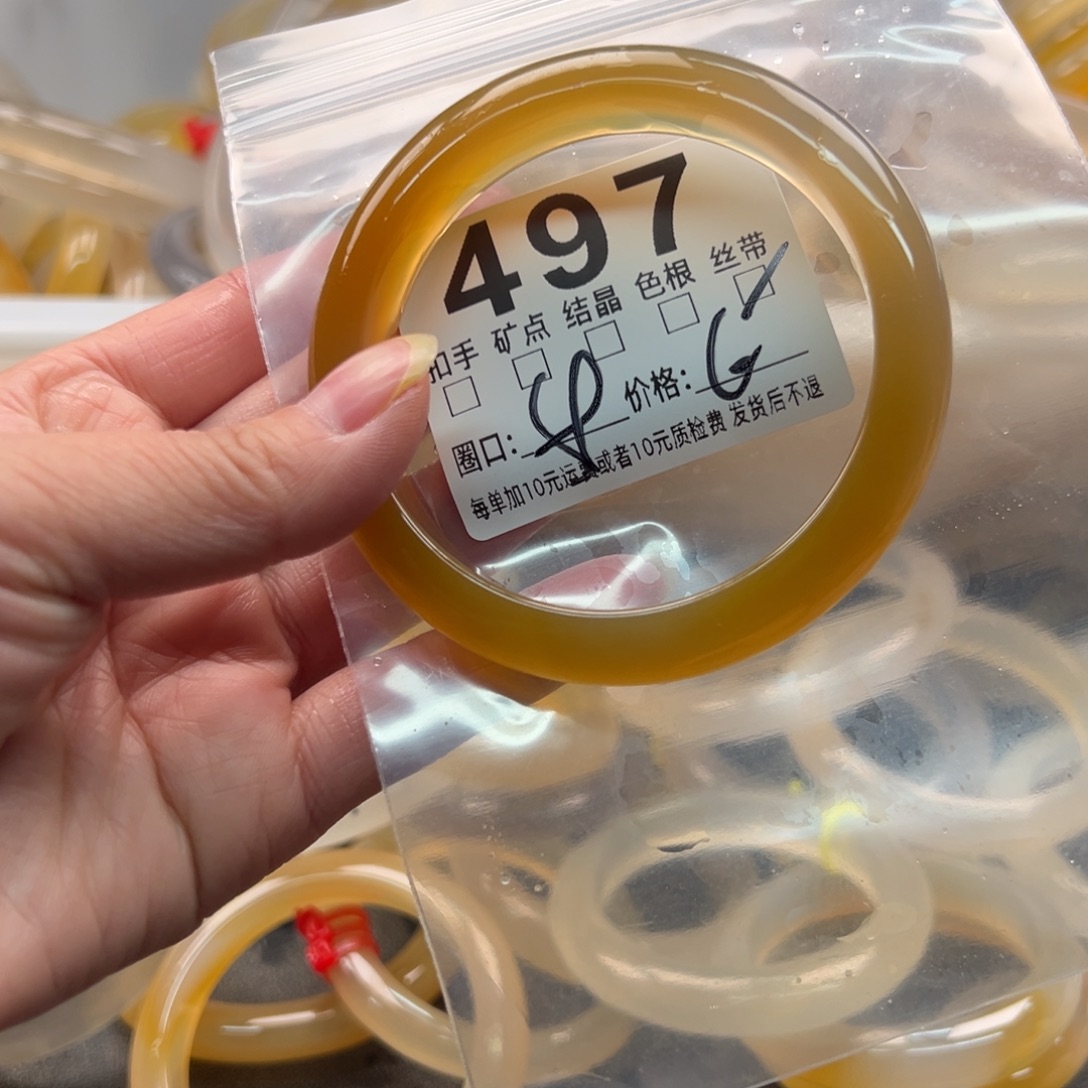 497
扣手 矿点 结晶 色根 丝带
圈口: 价格:
每单加10元运费或者10元质检费 发货后不退